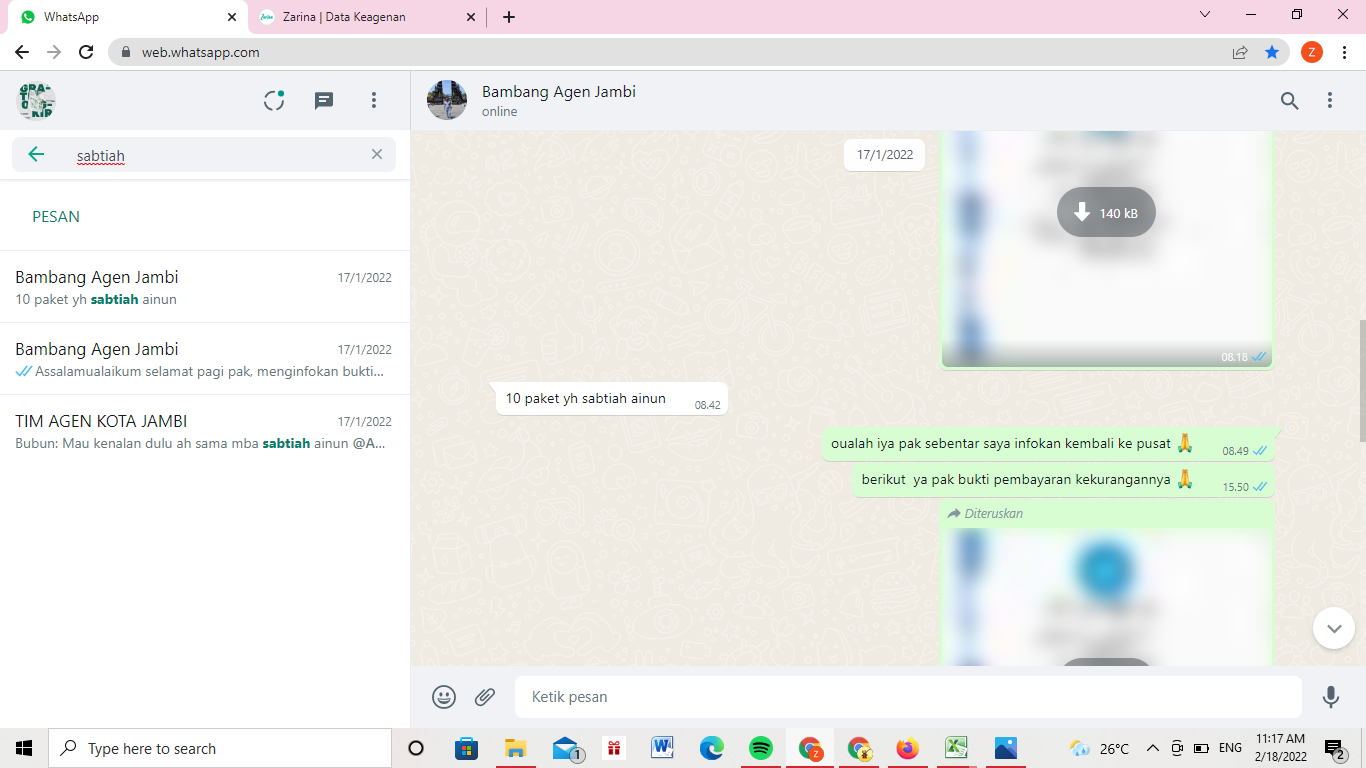 WhatsApp
Zarina | Data Keagenan
web.whatsapp.com
Z
sabtiah
PESAN
Bambang Agen Jambi
17/1/2022
10 paket yh sabtiah ainun
Bambang Agen Jambi
17/1/2022
Assalamualaikum selamat pagi pak, menginfokan bukti...
TIM AGEN KOTA JAMBI
17/1/2022
Bubun: Mau kenalan dulu ah sama mba sabtiah ainun @A...
Bambang Agen Jambi
online
17/1/2022
140 kB
08.18
10 paket yh sabtiah ainun 08.42
oualah iya pak sebentar saya infokan kembali ke pusat 🙏 08.49
berikut  ya pak bukti pembayaran kekurangannya 🙏 15.50
Diteruskan
Ketik pesan
Type here to search
1
Z
26°C
ENG
11:17 AM
2/18/2022
2